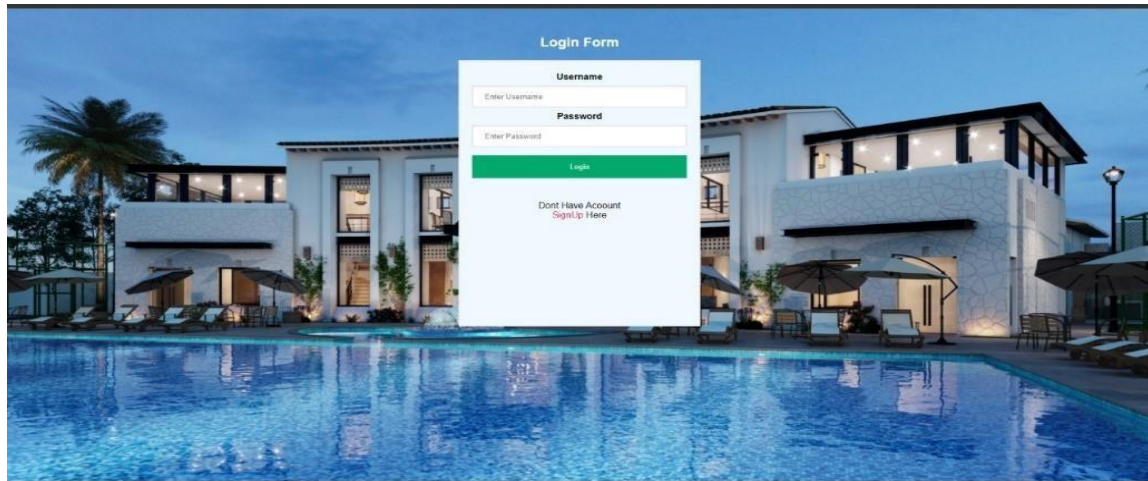 Login Form
Username
Enter Username
Password
Enter Password
Login
Dont Have Acoount
SignUp Here